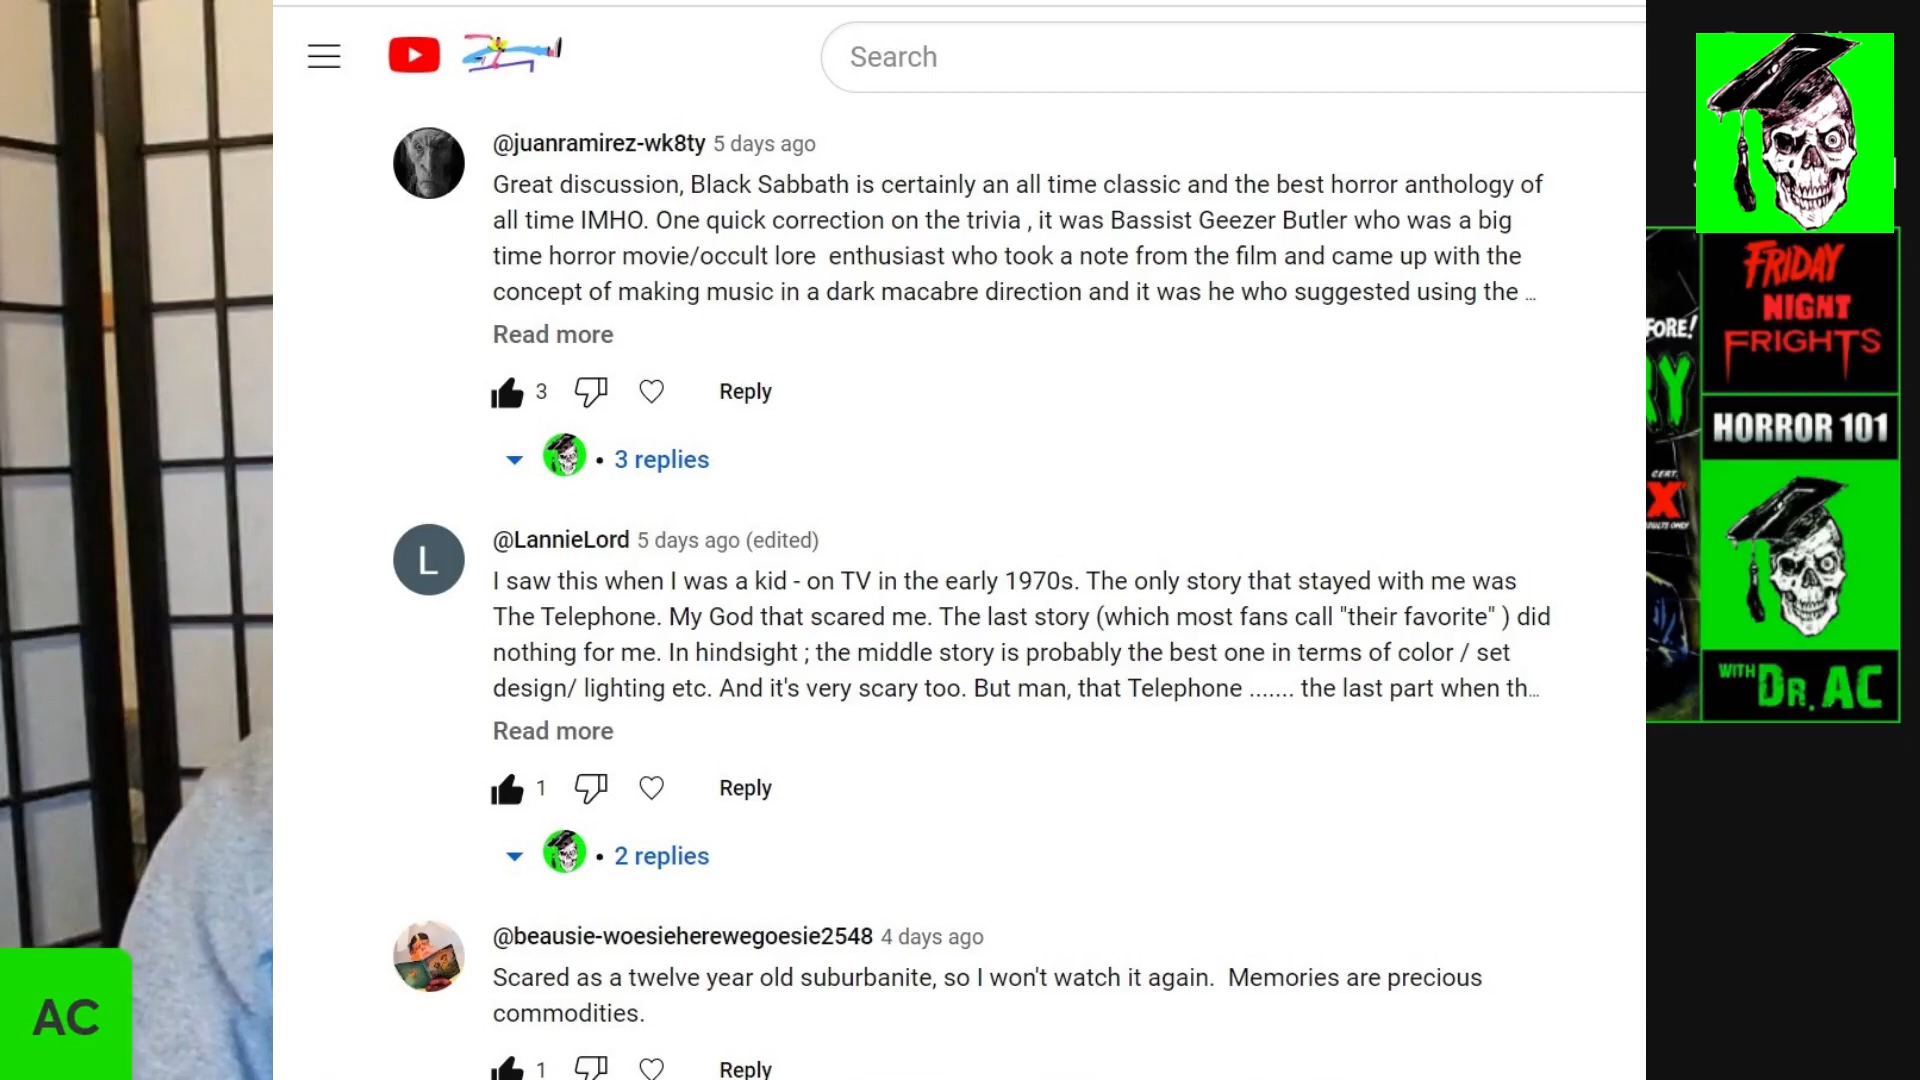 Search
@juanramirez-wk8ty 5 days ago
Great discussion, Black Sabbath is certainly an all time classic and the best horror anthology of
all time IMHO. One quick correction on the trivia , it was Bassist Geezer Butler who was a big
time horror movie/occult lore  enthusiast who took a note from the film and came up with the
concept of making music in a dark macabre direction and it was he who suggested using the ...
Read more
3
Reply
• 3 replies
@LannieLord 5 days ago (edited)
L
I saw this when I was a kid - on TV in the early 1970s. The only story that stayed with me was
The Telephone. My God that scared me. The last story (which most fans call "their favorite" ) did
nothing for me. In hindsight ; the middle story is probably the best one in terms of color / set
design/ lighting etc. And it's very scary too. But man, that Telephone ....... the last part when th...
Read more
1
Reply
• 2 replies
@beausie-woesieherewegoesie2548 4 days ago
Scared as a twelve year old suburbanite, so I won't watch it again.  Memories are precious
commodities.
1
Reply
AC
FORE!
RY
CERT.
X
ADULTS ONLY
FRIDAY
NIGHT
FRIGHTS
HORROR 101
WITH DR. AC